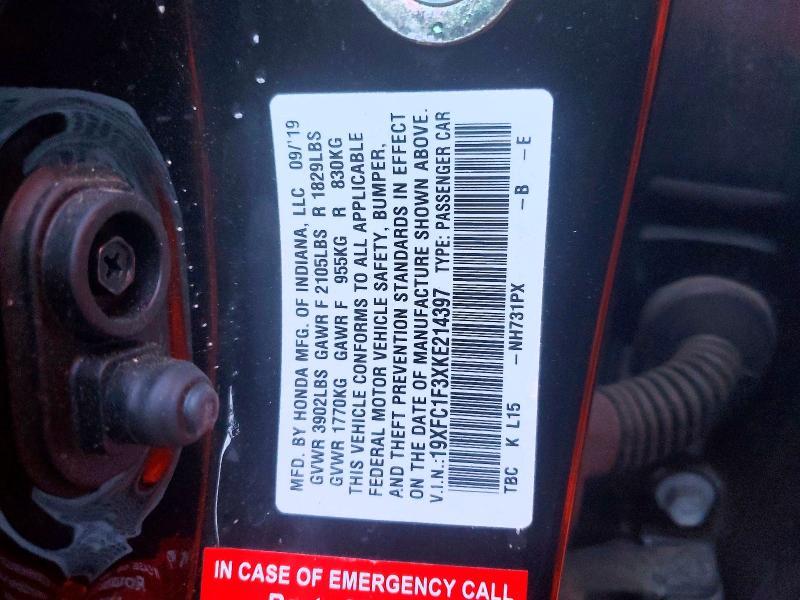 MFD. BY HONDA MFG. OF INDIANA, LLC 09/'19
GVWR 3902LBS GAWR F 2105LBS R 1829LBS
GVWR 1770KG GAWR F 955KG R 830KG
THIS VEHICLE CONFORMS TO ALL APPLICABLE
FEDERAL MOTOR VEHICLE SAFETY, BUMPER,
AND THEFT PREVENTION STANDARDS IN EFFECT
ON THE DATE OF MANUFACTURE SHOWN ABOVE.
V.I.N.:19XFC1F3XKE214397 TYPE: PASSENGER CAR
TBC K L15 -NH731PX -B -E
IN CASE OF EMERGENCY CALL